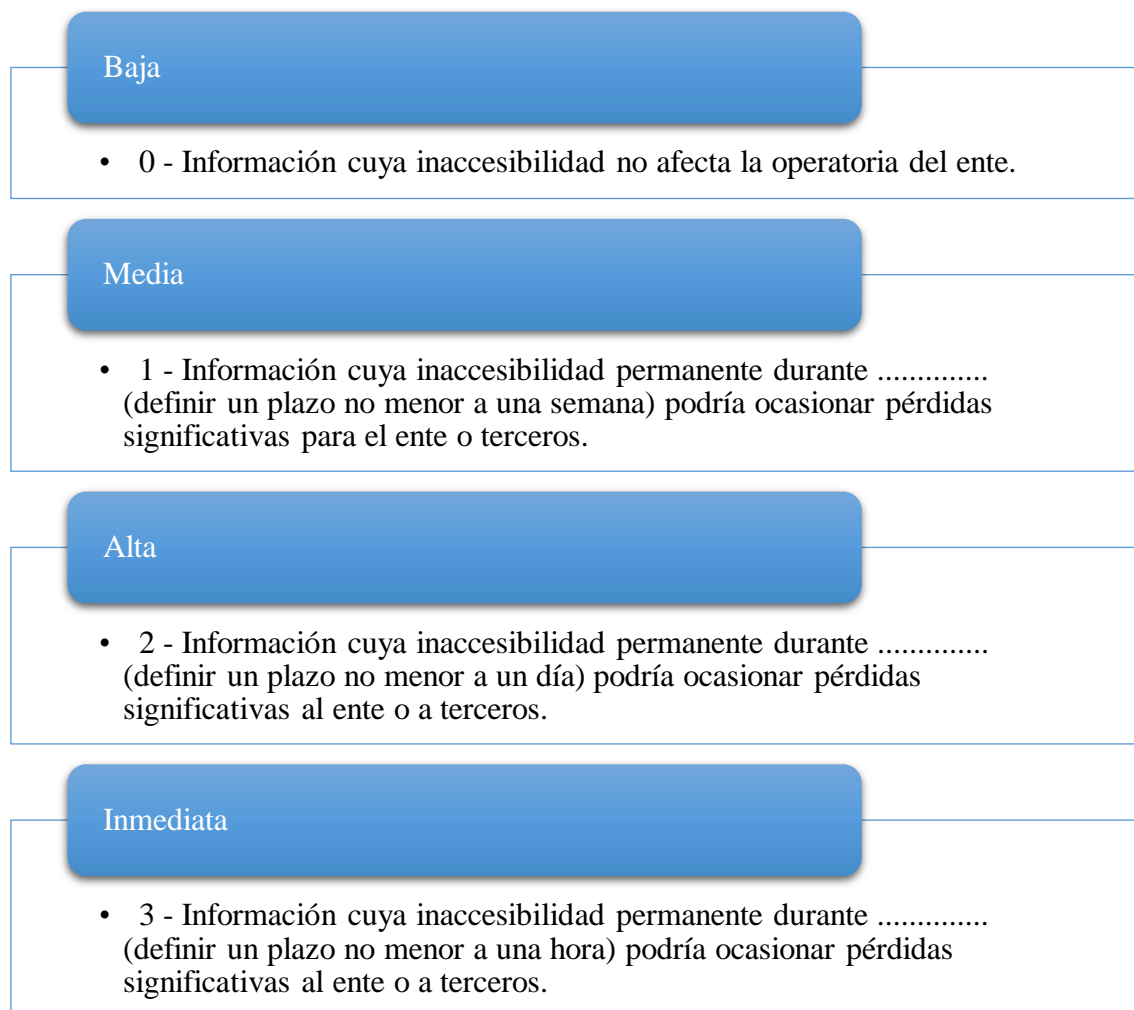 Baja
• 0 - Información cuya inaccesibilidad no afecta la operatoria del ente.
Media
• 1 - Información cuya inaccesibilidad permanente durante ..............
(definir un plazo no menor a una semana) podría ocasionar pérdidas
significativas para el ente o terceros.
Alta
• 2 - Información cuya inaccesibilidad permanente durante ..............
(definir un plazo no menor a un día) podría ocasionar pérdidas
significativas al ente o a terceros.
Inmediata
• 3 - Información cuya inaccesibilidad permanente durante ..............
(definir un plazo no menor a una hora) podría ocasionar pérdidas
significativas al ente o a terceros.